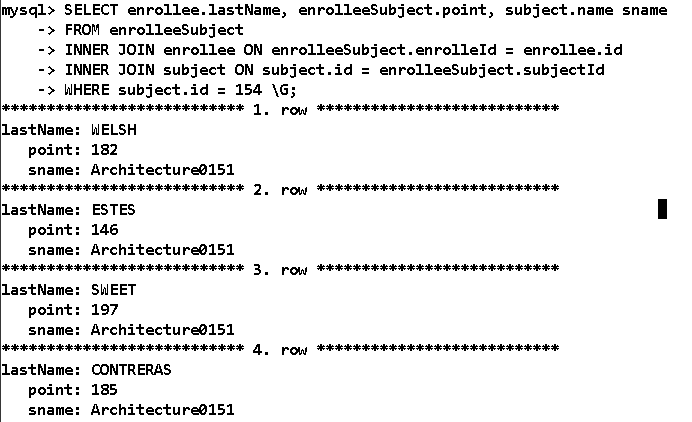 mysql> SELECT enrollee.lastName, enrolleeSubject.point, subject.name sname
    -> FROM enrolleeSubject
    -> INNER JOIN enrollee ON enrolleeSubject.enrolleId = enrollee.id
    -> INNER JOIN subject ON subject.id = enrolleeSubject.subjectId
    -> WHERE subject.id = 154 \G;
*************************** 1. row ***************************
lastName: WELSH
   point: 182
   sname: Architecture0151
*************************** 2. row ***************************
lastName: ESTES
   point: 146
   sname: Architecture0151
*************************** 3. row ***************************
lastName: SWEET
   point: 197
   sname: Architecture0151
*************************** 4. row ***************************
lastName: CONTRERAS
   point: 185
   sname: Architecture0151